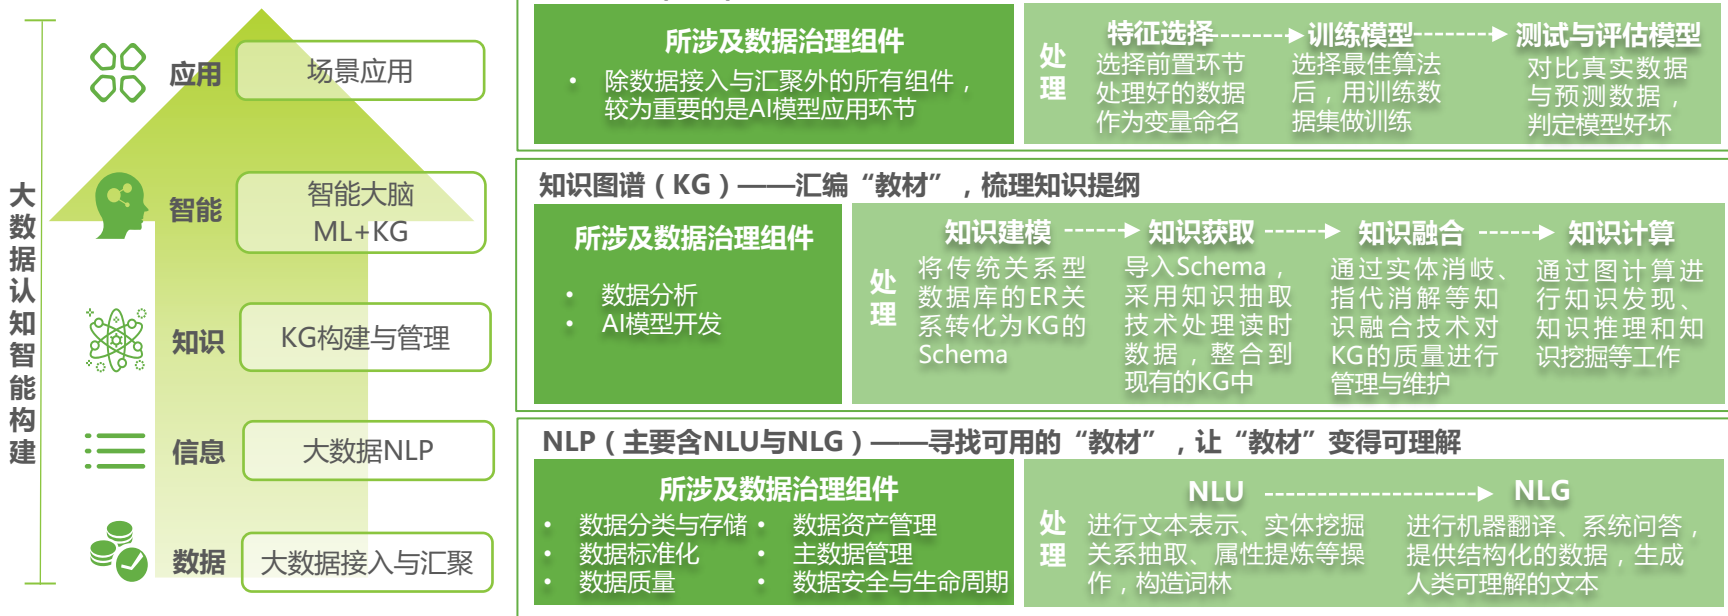 大数据认知智能构建
应用
场景应用
智能
智能大脑
ML+KG
知识
KG构建与管理
信息
大数据NLP
数据
大数据接入与汇聚
所涉及数据治理组件
• 除数据接入与汇聚外的所有组件，
较为重要的是AI模型应用环节
处理
特征选择
选择前置环节
处理好的数据
作为变量命名
训练模型
选择最佳算法
后，用训练数
据集做训练
测试与评估模型
对比真实数据
与预测数据，
判定模型好坏
知识图谱（KG）——汇编“教材”，梳理知识提纲
所涉及数据治理组件
• 数据分析
• AI模型开发
处理
知识建模
将传统关系型
数据库的ER关
系转化为KG的
Schema
知识获取
导入Schema，
采用知识抽取
技术处理读时
数据，整合到
现有的KG中
知识融合
通过实体消岐、
指代消解等知
识融合技术对
KG的质量进行
管理与维护
知识计算
通过图计算进
行知识发现、
知识推理和知
识挖掘等工作
NLP（主要含NLU与NLG）——寻找可用的“教材”，让“教材”变得可理解
所涉及数据治理组件
• 数据分类与存储
• 数据标准化
• 数据质量
• 数据资产管理
• 主数据管理
• 数据安全与生命周期
处理
NLU
进行文本表示、实体挖掘
关系抽取、属性提炼等操
作，构造词林
NLG
进行机器翻译、系统问答，
提供结构化的数据，生成
人类可理解的文本